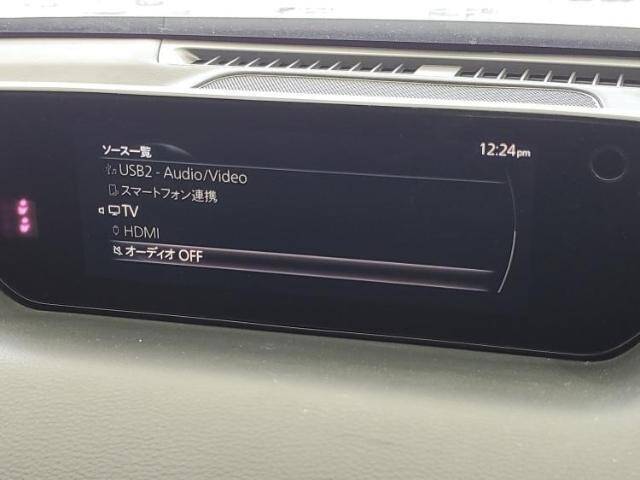 ソース一覧
12:24pm
USB2 - Audio/Video
スマートフォン連携
TV
HDMI
オーディオ OFF